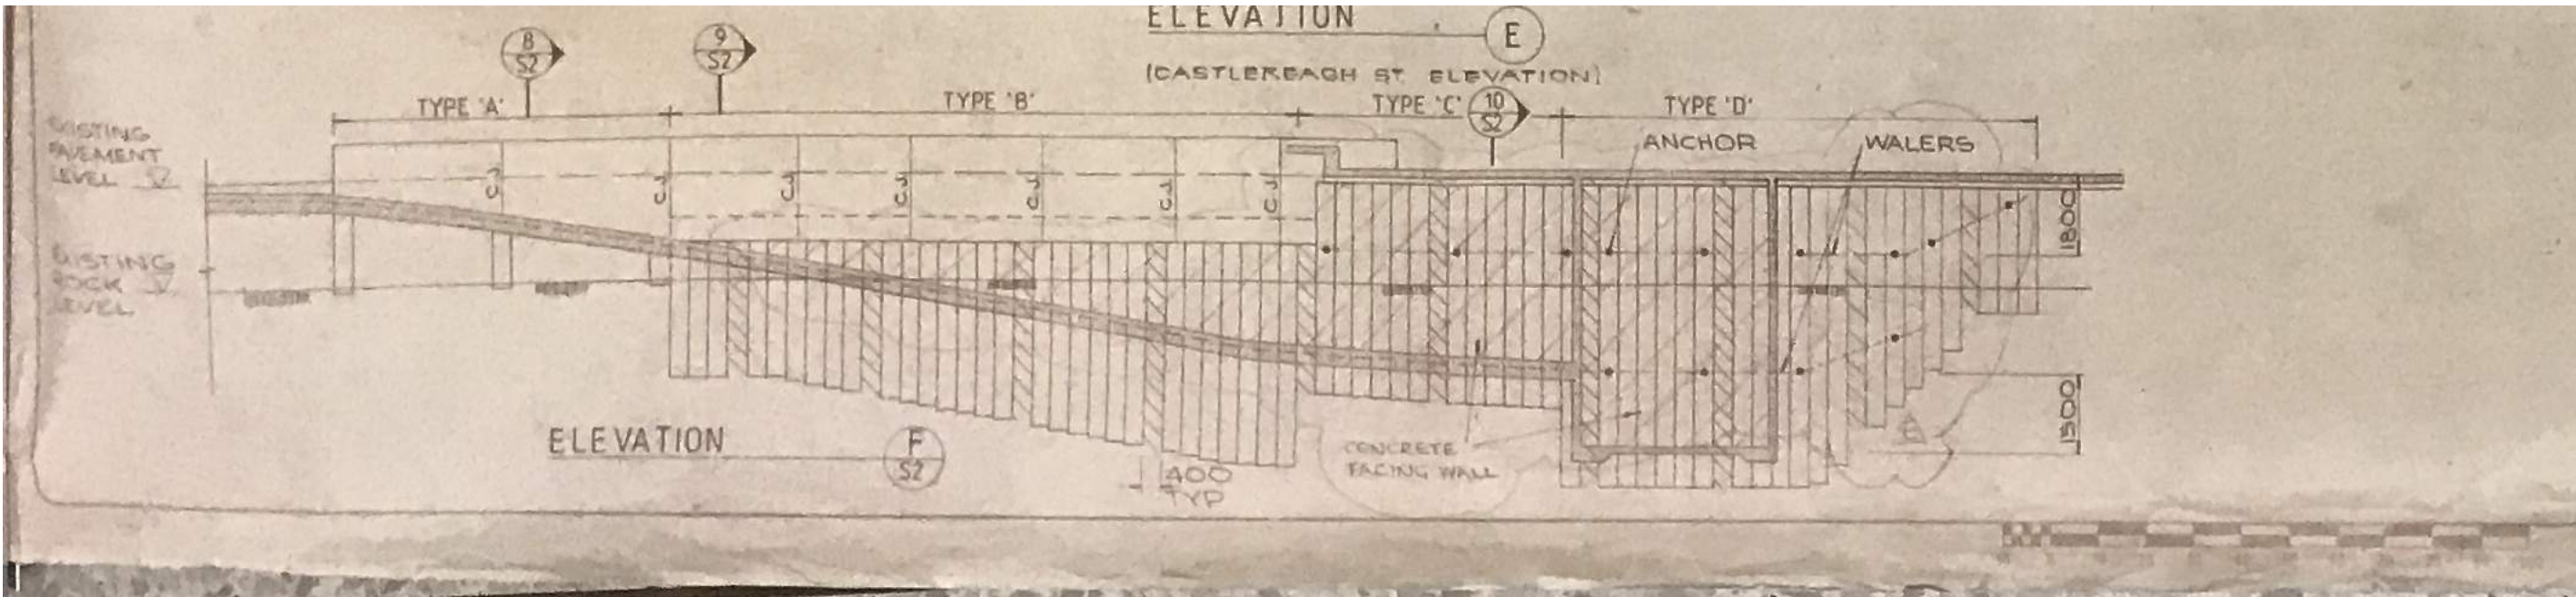 ELEVATION
E
(CASTLEREAGH ST. ELEVATION)
8
S2
9
S2
TYPE 'A'
TYPE 'B'
TYPE 'C'
10
S2
TYPE 'D'
EXISTING
PAVEMENT
LEVEL
ANCHOR
WALERS
CJ
CJ
CJ
CJ
CJ
CJ
CJ
1800
EXISTING
ROCK
LEVEL
1500
ELEVATION
F
S2
CONCRETE
FACING WALL
400
TYP